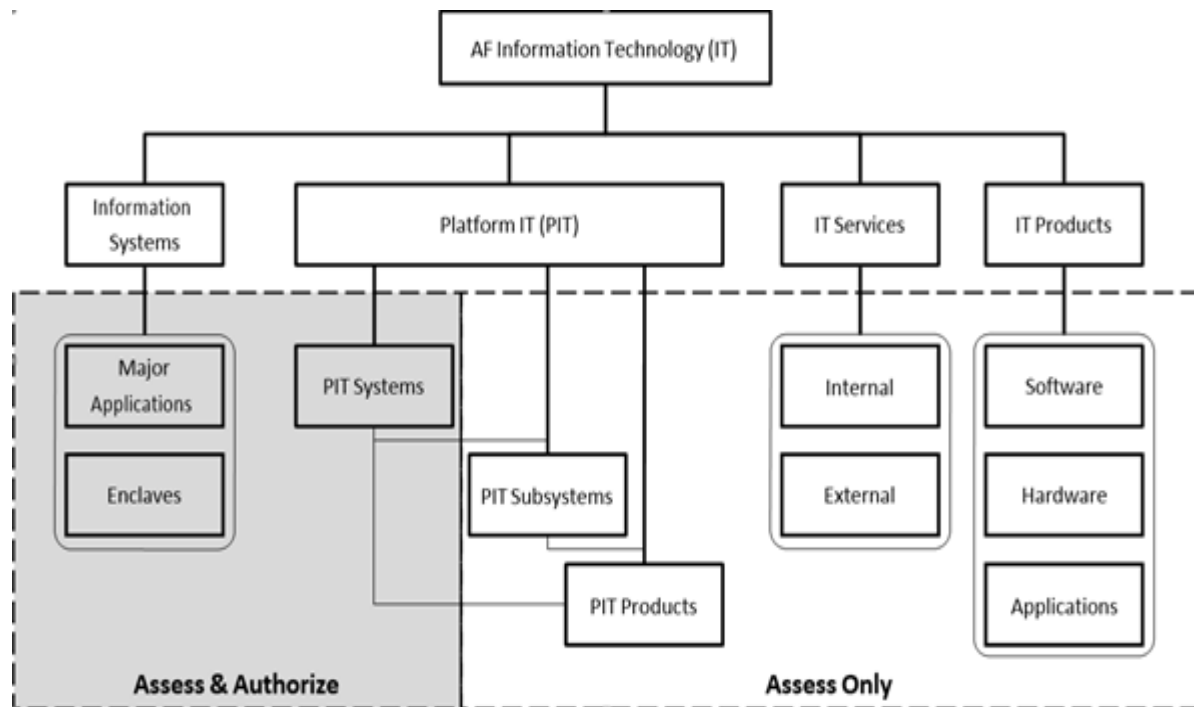 AF Information Technology (IT)
Information
Systems
Platform IT (PIT)
IT Services
IT Products
Major
Applications
PIT Systems
Internal
Software
Enclaves
PIT Subsystems
External
Hardware
PIT Products
Applications
Assess & Authorize
Assess Only